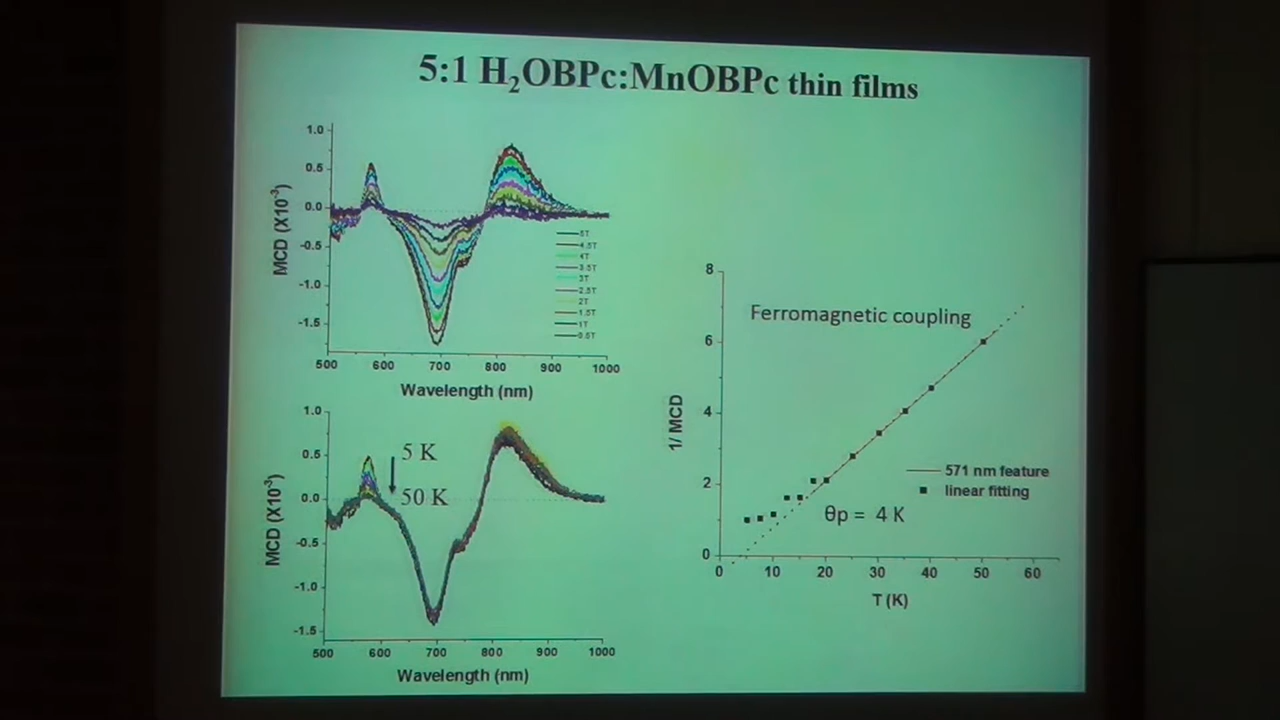 5:1 H₂OBPc:MnOBPc thin films
1.0
0.5
0.0
-0.5
-1.0
-1.5
MCD (X10⁻³)
5T
4.5T
4T
3.5T
3T
2.5T
2T
1.5T
1T
0.5T
500 600 700 800 900 1000
Wavelength (nm)
1.0
0.5
0.0
-0.5
-1.0
-1.5
MCD (X10⁻³)
5 K
50 K
500 600 700 800 900 1000
Wavelength (nm)
8
6
4
2
0
1/ MCD
Ferromagnetic coupling
571 nm feature
linear fitting
θp = 4 K
0 10 20 30 40 50 60
T (K)